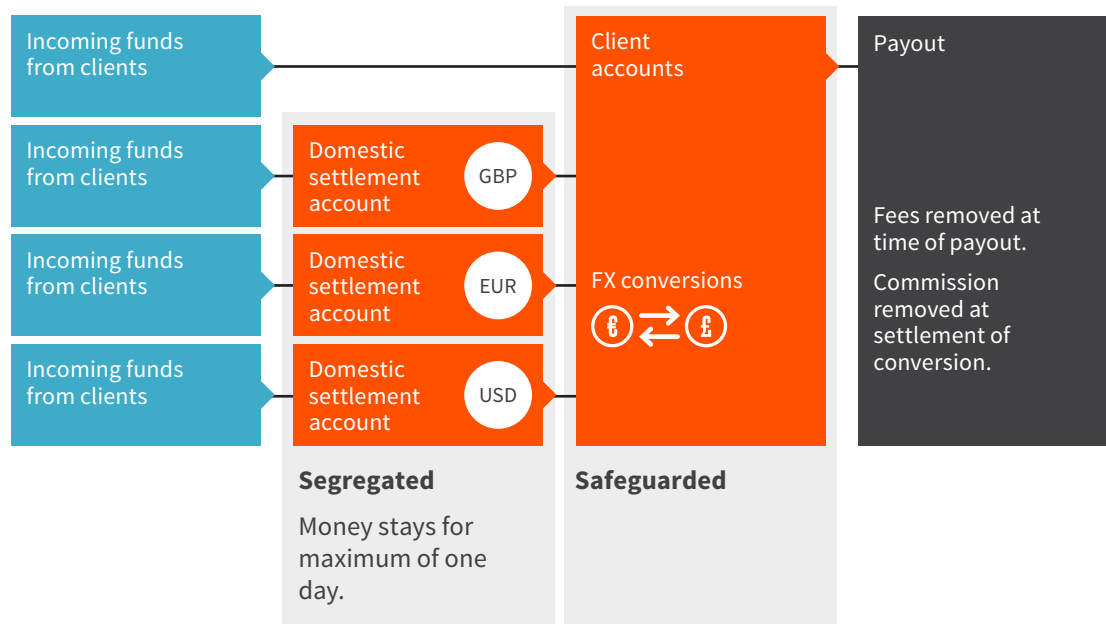 Incoming funds
from clients
Client
accounts
Payout
Incoming funds
from clients
Domestic
settlement
account
GBP
Incoming funds
from clients
Domestic
settlement
account
EUR
FX conversions
€
£
Fees removed at
time of payout.
Commission
removed at
settlement of
conversion.
Incoming funds
from clients
Domestic
settlement
account
USD
Segregated
Money stays for
maximum of one
day.
Safeguarded